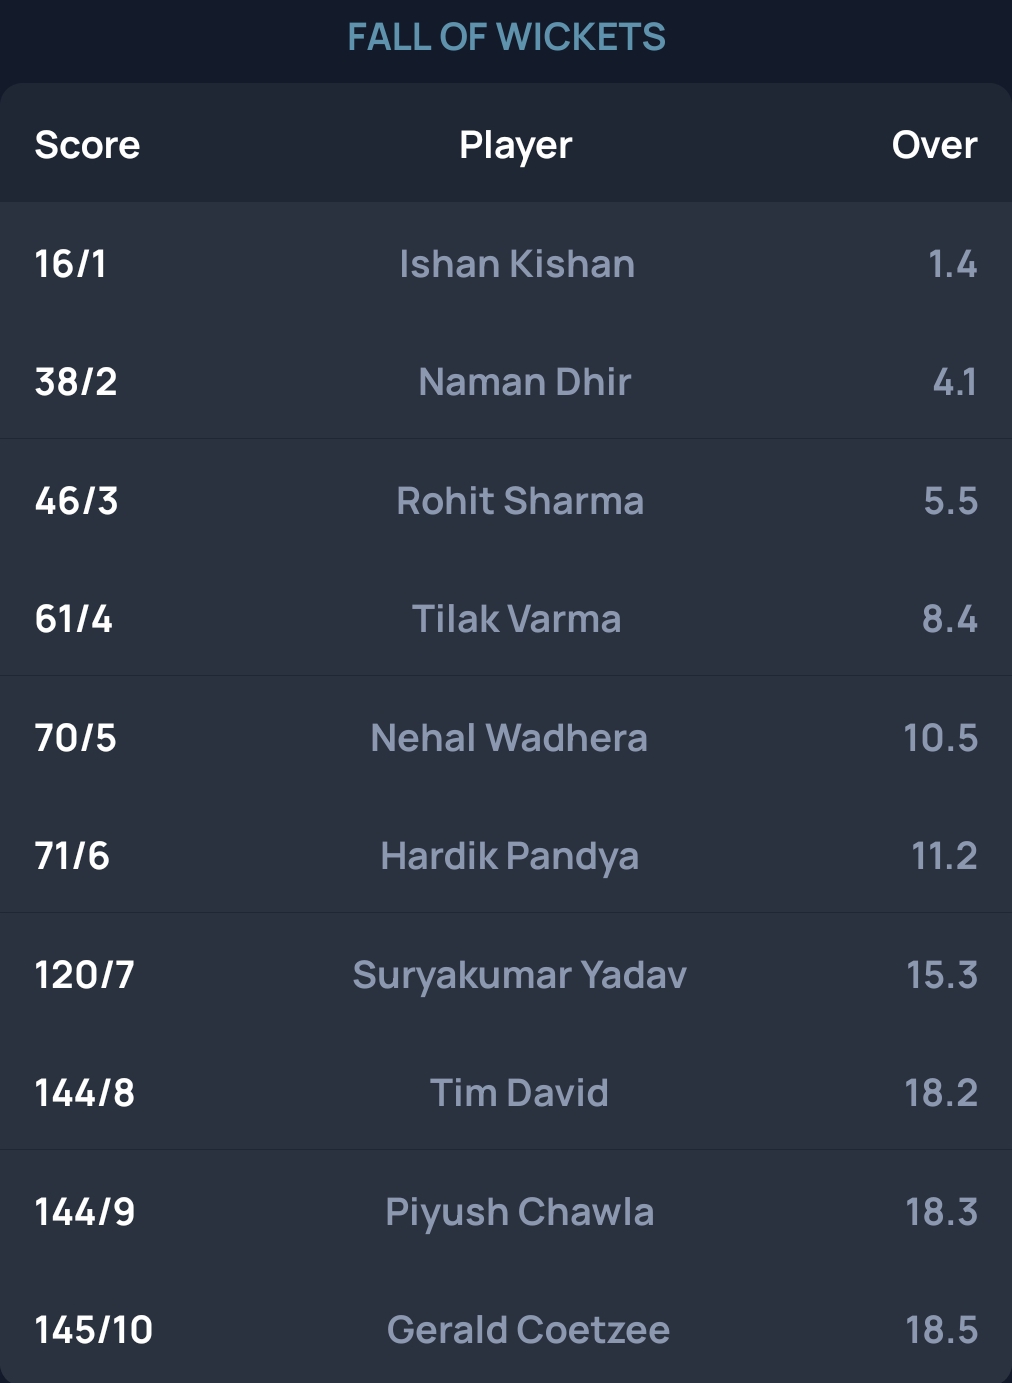 FALL OF WICKETS
Score Player Over
16/1 Ishan Kishan 1.4
38/2 Naman Dhir 4.1
46/3 Rohit Sharma 5.5
61/4 Tilak Varma 8.4
70/5 Nehal Wadhera 10.5
71/6 Hardik Pandya 11.2
120/7 Suryakumar Yadav 15.3
144/8 Tim David 18.2
144/9 Piyush Chawla 18.3
145/10 Gerald Coetzee 18.5